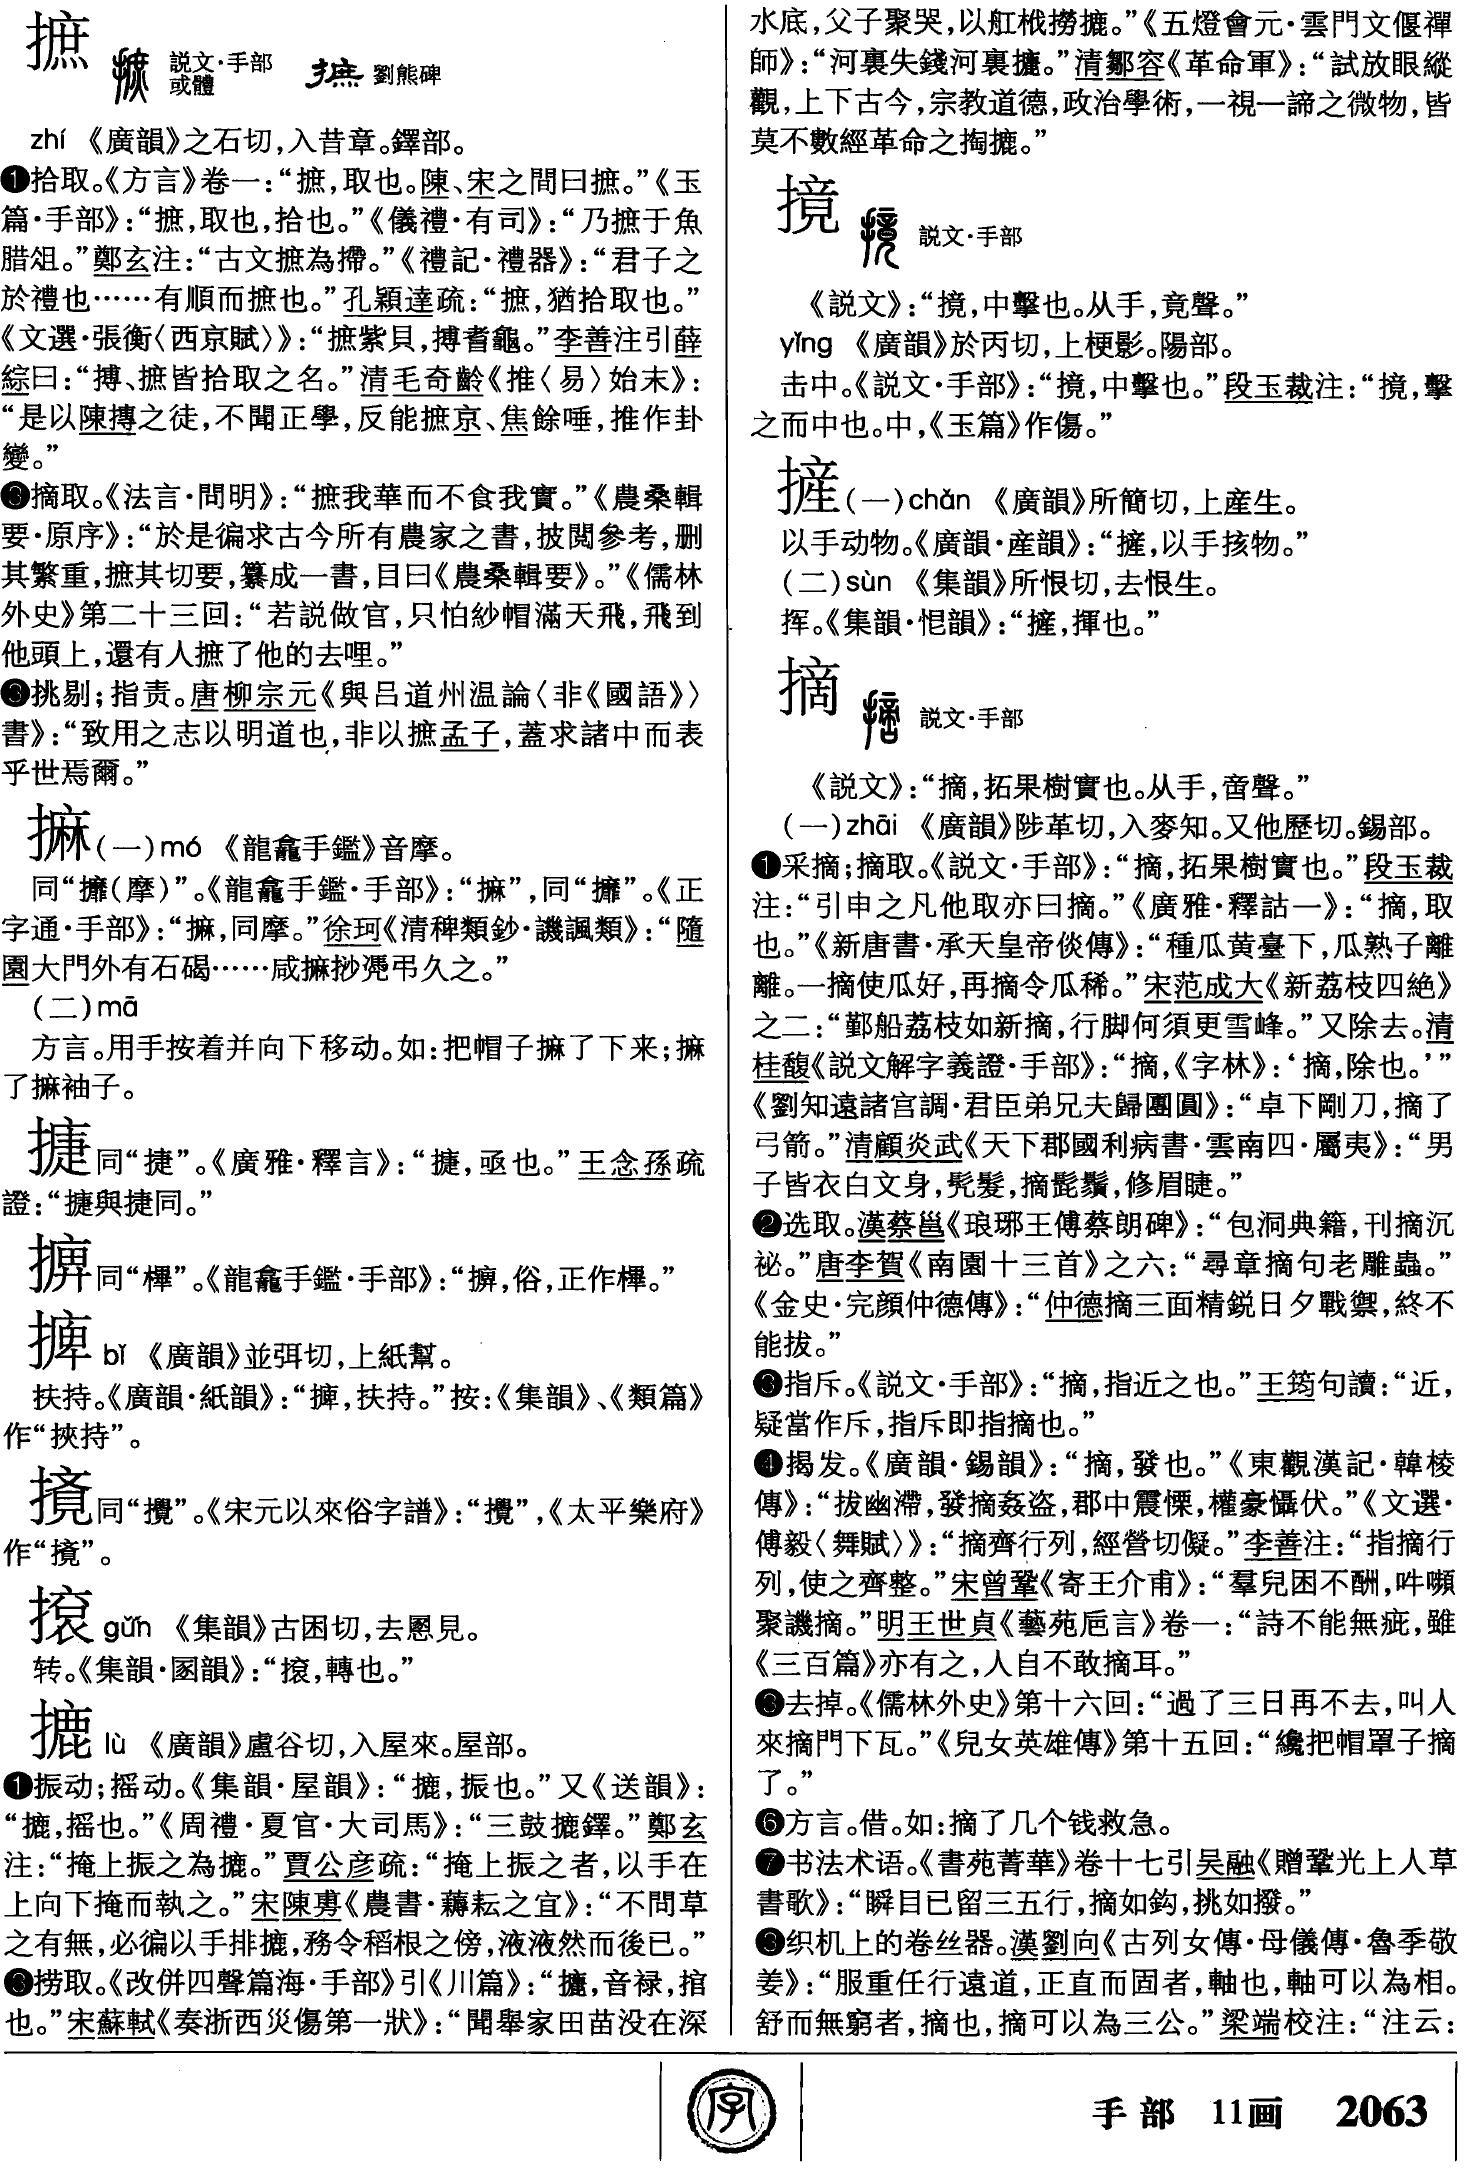 摭
説文·手部
或體
劉熊碑
zhí 《廣韻》之石切,入昔章。鐸部。
❶拾取。《方言》卷一:“摭,取也。陳、宋之間曰摭。”《玉
篇·手部》:“摭,取也,拾也。”《儀禮·有司》:“乃摭于魚
腊俎。”鄭玄注:“古文摭為摕。”《禮記·禮器》:“君子之
於禮也……有順而摭也。”孔穎達疏:“摭,猶拾取也。”
《文選·張衡〈西京賦〉》:“摭紫貝,搏耆龜。”李善注引薛
綜曰:“搏、摭皆拾取之名。”清毛奇齡《推〈易〉始末》:
“是以陳摶之徒,不聞正學,反能摭京、焦餘唾,推作卦
變。”
❷摘取。《法言·問明》:“摭我華而不食我實。”《農桑輯
要·原序》:“於是徧求古今所有農家之書,披閲參考,删
其繁重,摭其切要,纂成一書,目曰《農桑輯要》。”《儒林
外史》第二十三回:“若説做官,只怕紗帽滿天飛,飛到
他頭上,還有人摭了他的去哩。”
❸挑剔;指责。唐柳宗元《與呂道州温論〈非《國語》〉
書》:“致用之志以明道也,非以摭孟子,蓋求諸中而表
乎世焉爾。”
摨(一)mó 《龍龕手鑑》音摩。
同“攠(摩)”。《龍龕手鑑·手部》:“𢳀”,同“攠”。《正
字通·手部》:“𢳀,同摩。”徐珂《清稗類鈔·譏諷類》:“隨
園大門外有石碣……咸𢳀挱凴弔久之。”
(二)mā
方言。用手按着并向下移动。如:把帽子𢳀了下来;𢳀
了𢳀袖子。
同“捷”。《廣雅·釋言》:“㨗,亟也。”王念孫疏
證:“㨗與捷同。”
同“樿”。《龍龕手鑑·手部》:“,俗,正作樿。”
bǐ 《廣韻》並弭切,上紙幫。
扶持。《廣韻·紙韻》:“,扶持。”按:《集韻》、《類篇》
作“挾持”。
同“攪”。《宋元以來俗字譜》:“攪”,《太平樂府》
作“”。
㨰 gǔn 《集韻》古困切,去慁見。
转。《集韻·圂韻》:“㨰,轉也。”
摝 lù 《廣韻》盧谷切,入屋來。屋部。
❶振动;摇动。《集韻·屋韻》:“摝,振也。”又《送韻》:
“摝,摇也。”《周禮·夏官·大司馬》:“三鼓摝鐸。”鄭玄
注:“掩上振之為摝。”賈公彦疏:“掩上振之者,以手在
上向下掩而執之。”宋陳旉《農書·薅耘之宜》:“不問草
之有無,必徧以手排摝,務令稻根之傍,液液然而後已。”
❷捞取。《改併四聲篇海·手部》引《川篇》:“摝,音禄,揢
也。”宋蘇軾《奏浙西災傷第一狀》:“聞舉家田苗没在深
水底,父子聚哭,以舡栰撈摝。”《五燈會元·雲門文偃禪
師》:“河裏失錢河裏摝。”清鄒容《革命軍》:“試放眼縱
觀,上下古今,宗教道德,政治學術,一視一諦之微物,皆
莫不數經革命之掏摝。”
摬
説文·手部
《説文》:“摬,中擊也。从手,竟聲。”
yǐng 《廣韻》於丙切,上梗影。陽部。
击中。《説文·手部》:“摬,中擊也。”段玉裁注:“摬,擊
之而中也。中,《玉篇》作傷。”
摌(一)chǎn 《廣韻》所簡切,上産生。
以手动物。《廣韻·産韻》:“摌,以手挍物。”
(二)sùn 《集韻》所恨切,去恨生。
挥。《集韻·恨韻》:“摌,揮也。”
摘
説文·手部
《説文》:“摘,拓果樹實也。从手,啻聲。”
(一)zhāi 《廣韻》陟革切,入麥知。又他歷切。錫部。
❶采摘;摘取。《説文·手部》:“摘,拓果樹實也。”段玉裁
注:“引申之凡他取亦曰摘。”《廣雅·釋詁一》:“摘,取
也。”《新唐書·承天皇帝倓傳》:“種瓜黄臺下,瓜熟子離
離。一摘使瓜好,再摘令瓜稀。”宋范成大《新荔枝四絶》
之二:“鄞船荔枝如新摘,行脚何須更雪峰。”又除去。清
桂馥《説文解字義證·手部》:“摘,《字林》:‘摘,除也。’”
《劉知遠諸宫調·君臣弟兄夫歸團圓》:“卓下剛刀,摘了
弓箭。”清顧炎武《天下郡國利病書·雲南四·屬夷》:“男
子皆衣白文身,髡髮,摘髭鬚,修眉睫。”
❷选取。漢蔡邕《琅琊王傅蔡朗碑》:“包洞典籍,刊摘沉
祕。”唐李賀《南園十三首》之六:“尋章摘句老雕蟲。”
《金史·完顔仲德傳》:“仲德摘三面精鋭日夕戰禦,終不
能拔。”
❸指斥。《説文·手部》:“摘,指近之也。”王筠句讀:“近,
疑當作斥,指斥即指摘也。”
❹揭发。《廣韻·錫韻》:“摘,發也。”《東觀漢記·韓棱
傳》:“拔幽滯,發摘姦盗,郡中震慄,權豪懾伏。”《文選·
傅毅〈舞賦〉》:“摘齊行列,經營切儗。”李善注:“指摘行
列,使之齊整。”宋曾鞏《寄王介甫》:“羣兒困不酬,吽嚬
聚譏摘。”明王世貞《藝苑巵言》卷一:“詩不能無疵,雖
《三百篇》亦有之,人自不敢摘耳。”
❺去掉。《儒林外史》第十六回:“過了三日再不去,叫人
來摘門下瓦。”《兒女英雄傳》第十五回:“纔把帽罩子摘
了。”
❻方言。借。如:摘了几个钱救急。
❼书法术语。《書苑菁華》卷十七引吴融《贈鞏光上人草
書歌》:“瞬目已留三五行,摘如鈎,挑如撥。”
❽织机上的卷丝器。漢劉向《古列女傳·母儀傳·魯季敬
姜》:“服重任行遠道,正直而固者,軸也,軸可以為相。
舒而無窮者,摘也,摘可以為三公。”梁端校注:“注云:
字
手部 11画 2063